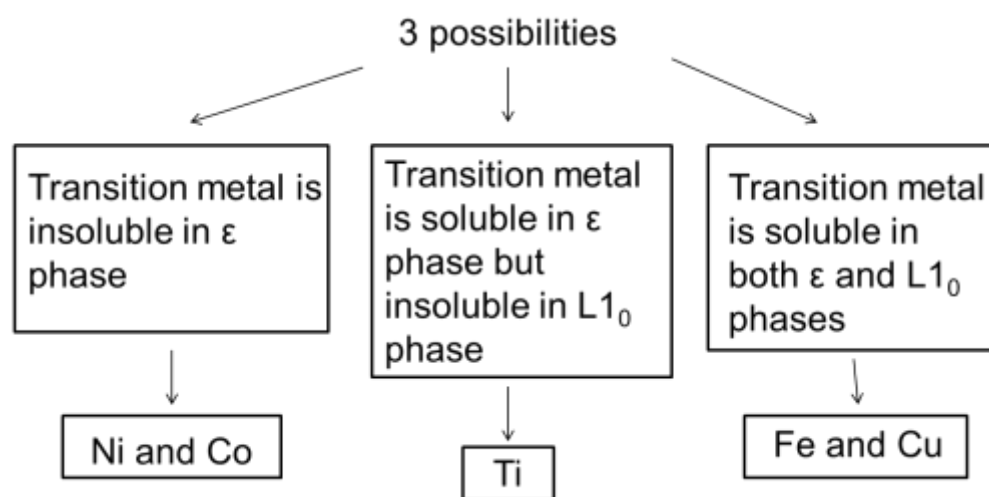 3 possibilities
Transition metal is
insoluble in ε
phase
Transition metal
is soluble in ε
phase but
insoluble in L1₀
phase
Transition metal
is soluble in
both ε and L1₀
phases
Ni and Co
Ti
Fe and Cu